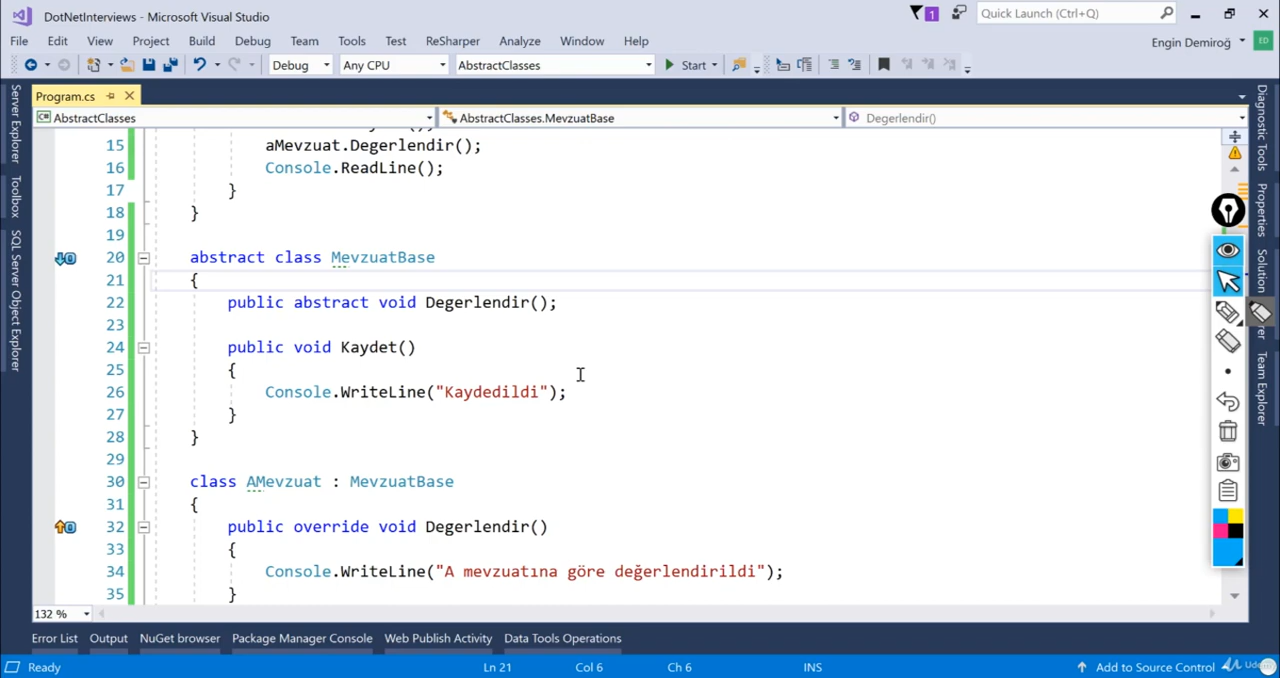 DotNetInterviews - Microsoft Visual Studio
1
Quick Launch (Ctrl+Q)
File Edit View Project Build Debug Team Tools Test ReSharper Analyze Window Help
Engin Demiroğ ED
Debug Any CPU AbstractClasses Start
Program.cs
AbstractClasses AbstractClasses.MevzuatBase Degerlendir()
15 aMevzuat.Degerlendir();
16 Console.ReadLine();
17 }
18 }
19
20 abstract class MevzuatBase
21 {
22 public abstract void Degerlendir();
23
24 public void Kaydet()
25 {
26 Console.WriteLine("Kaydedildi");
27 }
28 }
29
30 class AMevzuat : MevzuatBase
31 {
32 public override void Degerlendir()
33 {
34 Console.WriteLine("A mevzuatına göre değerlendirildi");
35 }
Server Explorer
Toolbox
SQL Server Object Explorer
Diagnostic Tools
Properties
Solution
Team Explorer
132 %
Error List Output NuGet browser Package Manager Console Web Publish Activity Data Tools Operations
Ready Ln 21 Col 6 Ch 6 INS Add to Source Control